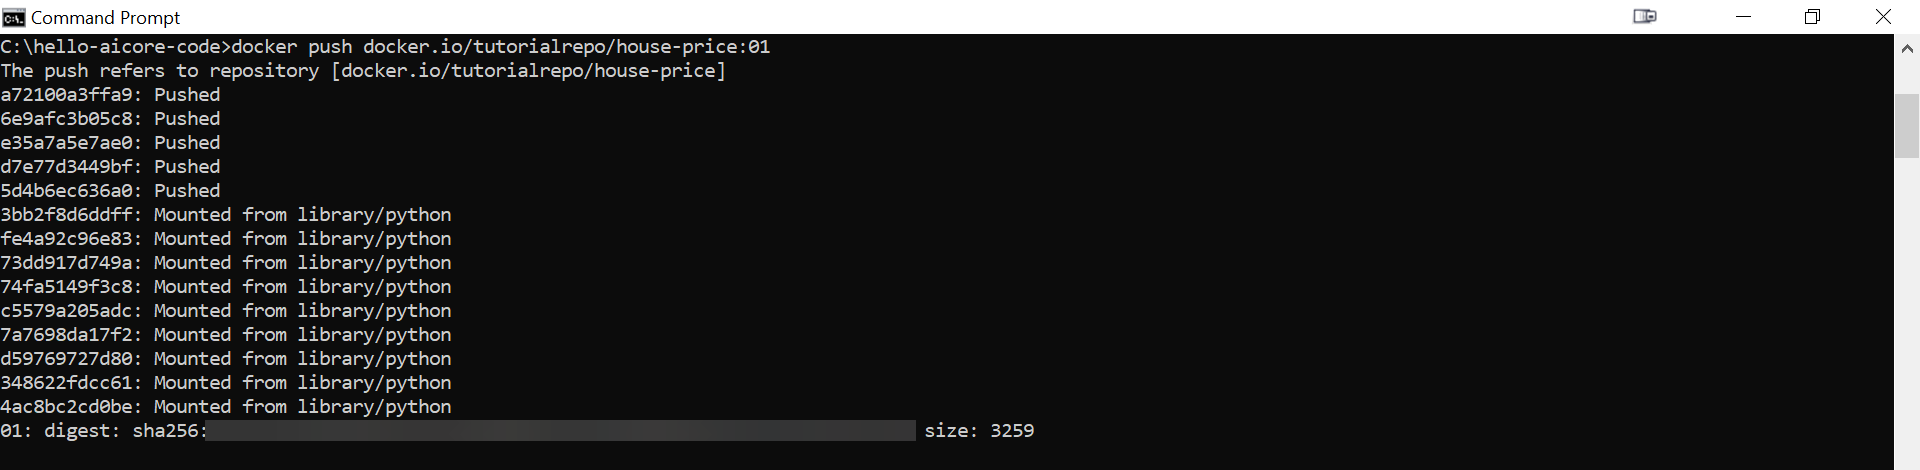 Command Prompt
C:\hello-aicore-code>docker push docker.io/tutorialrepo/house-price:01
The push refers to repository [docker.io/tutorialrepo/house-price]
a72100a3ffa9: Pushed
6e9afc3b05c8: Pushed
e35a7a5e7ae0: Pushed
d7e77d3449bf: Pushed
5d4b6ec636a0: Pushed
3bb2f8d6ddff: Mounted from library/python
fe4a92c96e83: Mounted from library/python
73dd917d749a: Mounted from library/python
74fa5149f3c8: Mounted from library/python
c5579a205adc: Mounted from library/python
7a7698da17f2: Mounted from library/python
d59769727d80: Mounted from library/python
348622fdcc61: Mounted from library/python
4ac8bc2cd0be: Mounted from library/python
01: digest: sha256: size: 3259